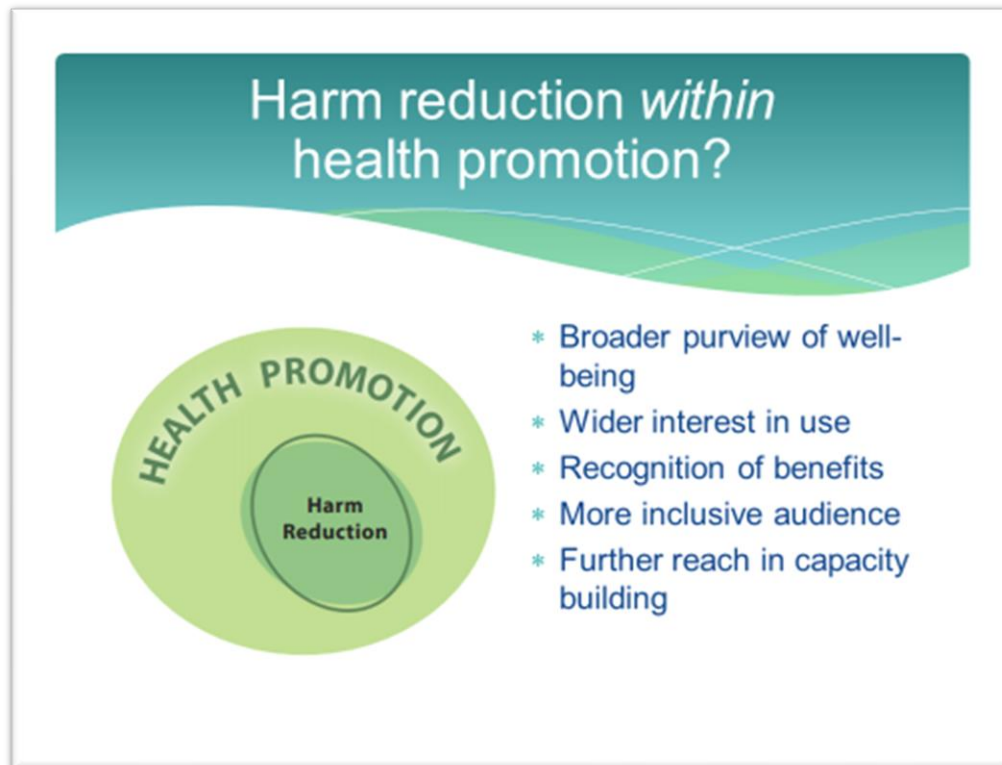 Harm reduction within
health promotion?
HEALTH PROMOTION
Harm
Reduction
* Broader purview of well-
being
* Wider interest in use
* Recognition of benefits
* More inclusive audience
* Further reach in capacity
building